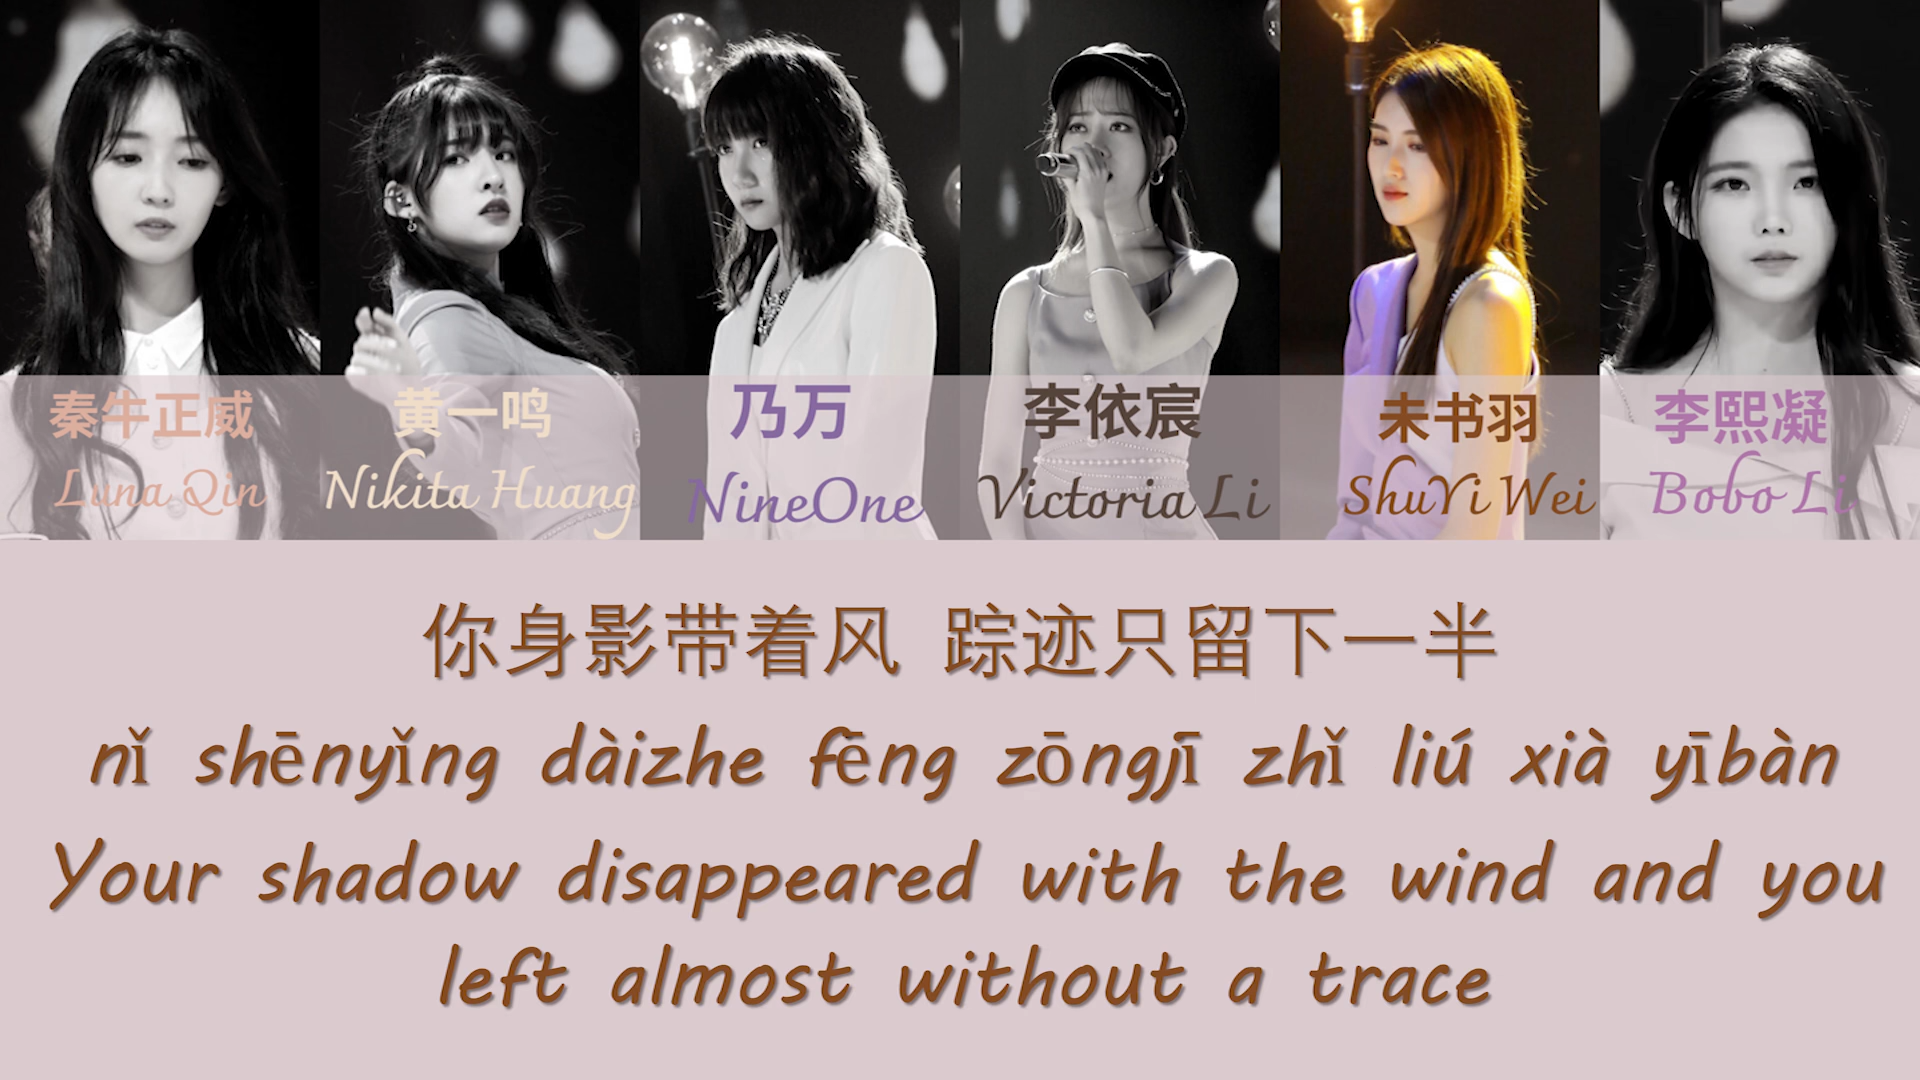 秦牛正威 黄一鸣 乃万 李依宸 未书羽 李熙凝
Luna Qin Nikita Huang NineOne Victoria Li ShuYi Wei Bobo Li
你身影带着风 踪迹只留下一半
nǐ shēnyǐng dàizhe fēng zōngjī zhǐ liú xià yībàn
Your shadow disappeared with the wind and you
left almost without a trace